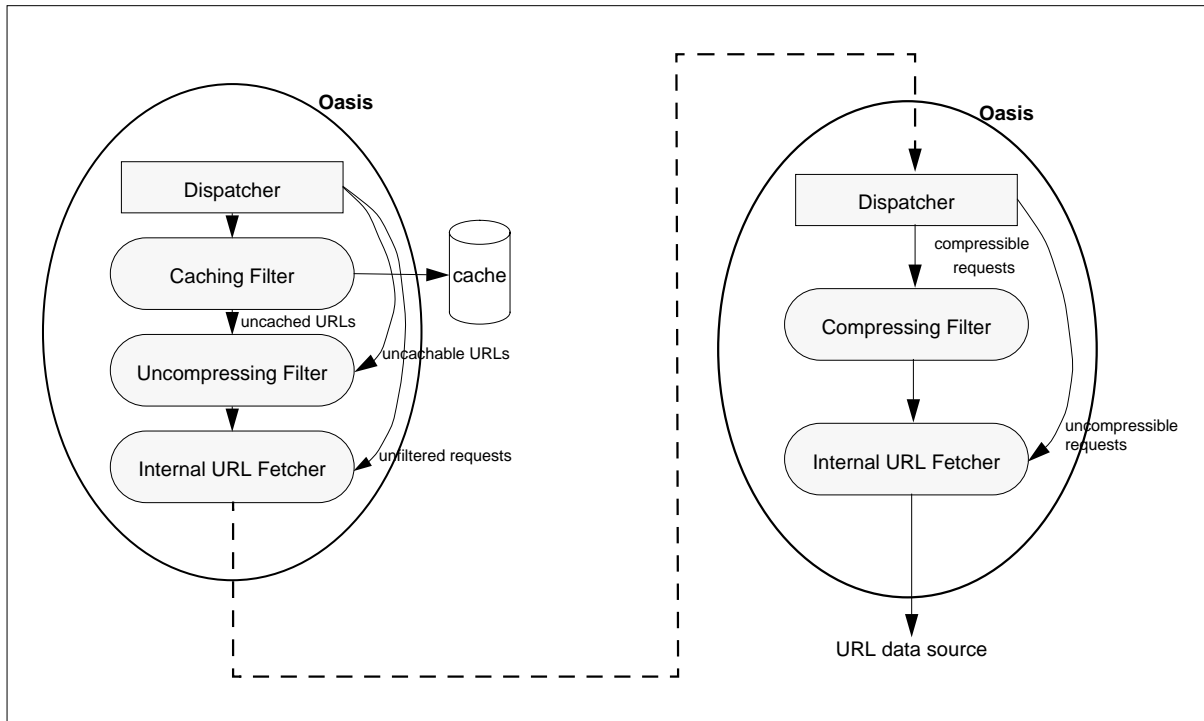 Oasis
Dispatcher
Caching Filter
cache
uncached URLs
uncachable URLs
Uncompressing Filter
Internal URL Fetcher
unfiltered requests
Oasis
Dispatcher
compressible
requests
Compressing Filter
uncompressible
requests
Internal URL Fetcher
URL data source